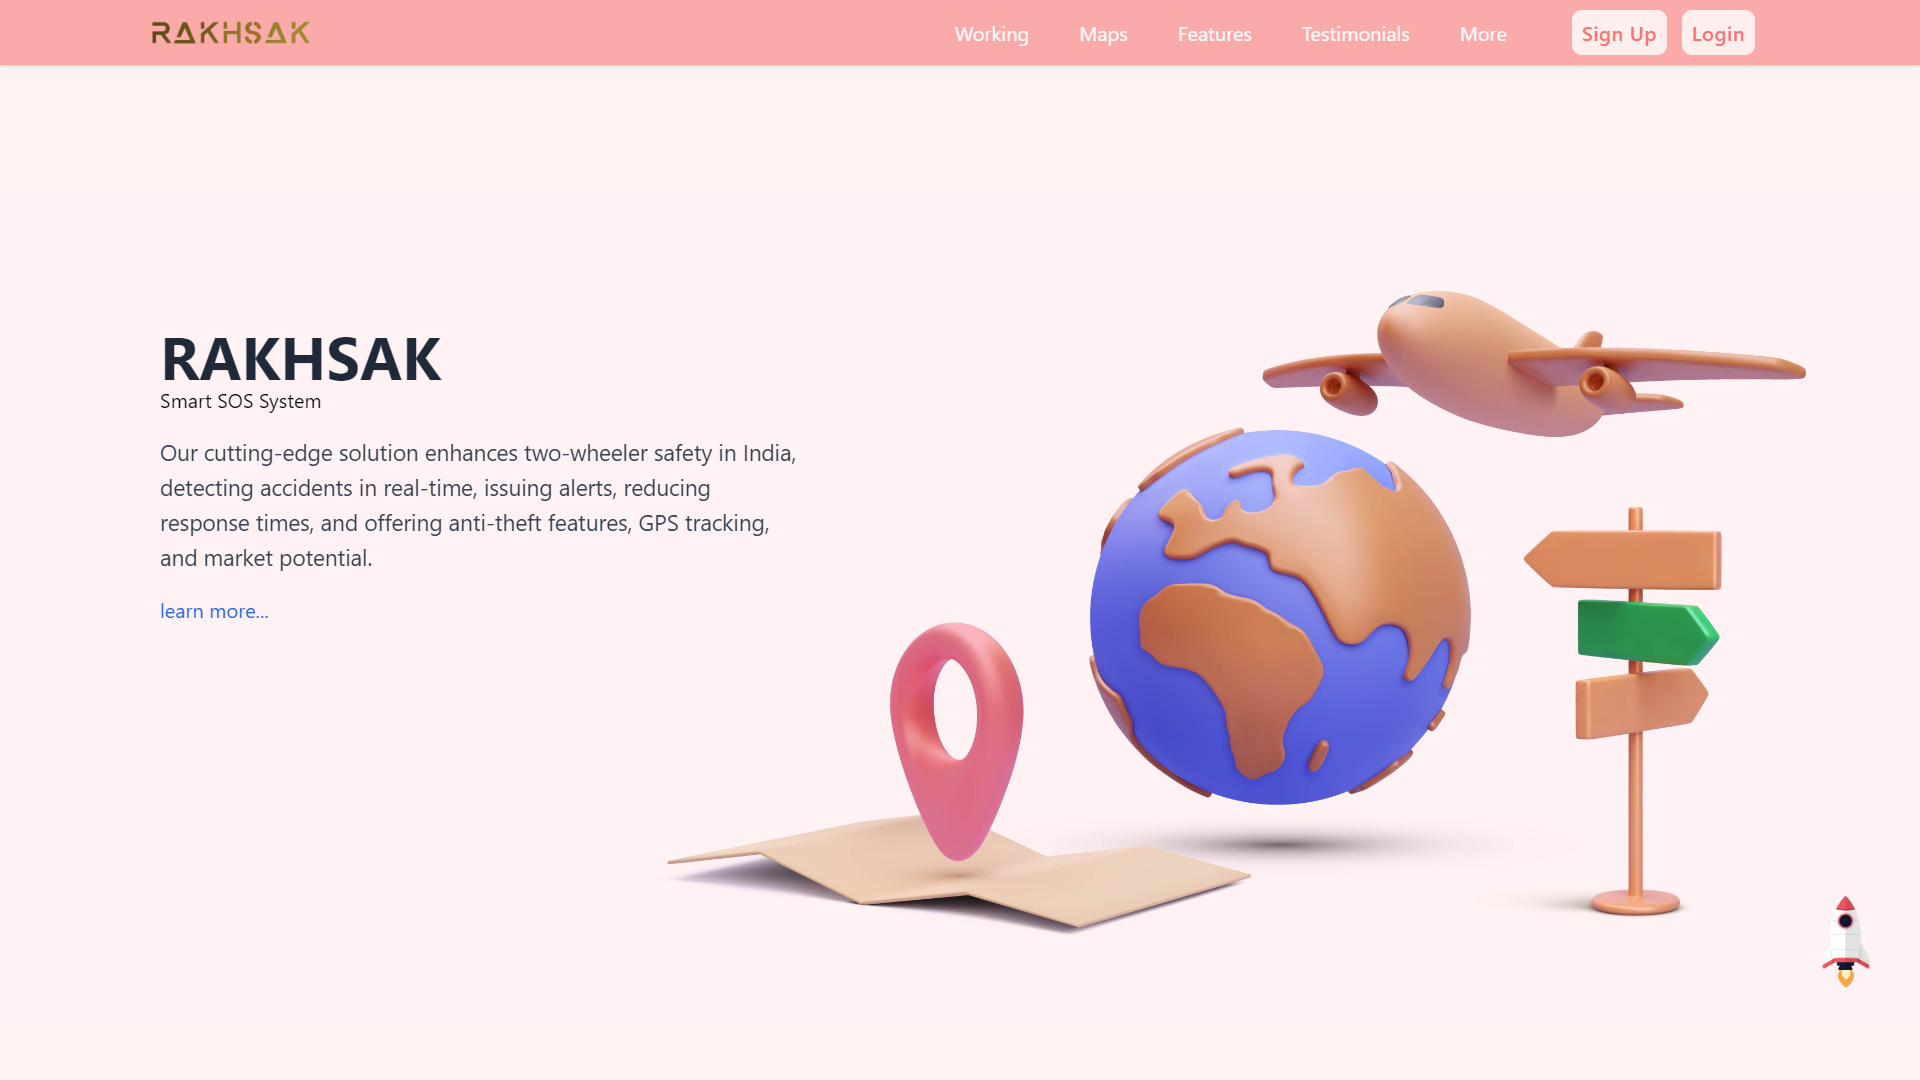 RAKHSAK
Working Maps Features Testimonials More Sign Up Login
RAKHSAK
Smart SOS System
Our cutting-edge solution enhances two-wheeler safety in India,
detecting accidents in real-time, issuing alerts, reducing
response times, and offering anti-theft features, GPS tracking,
and market potential.
learn more...